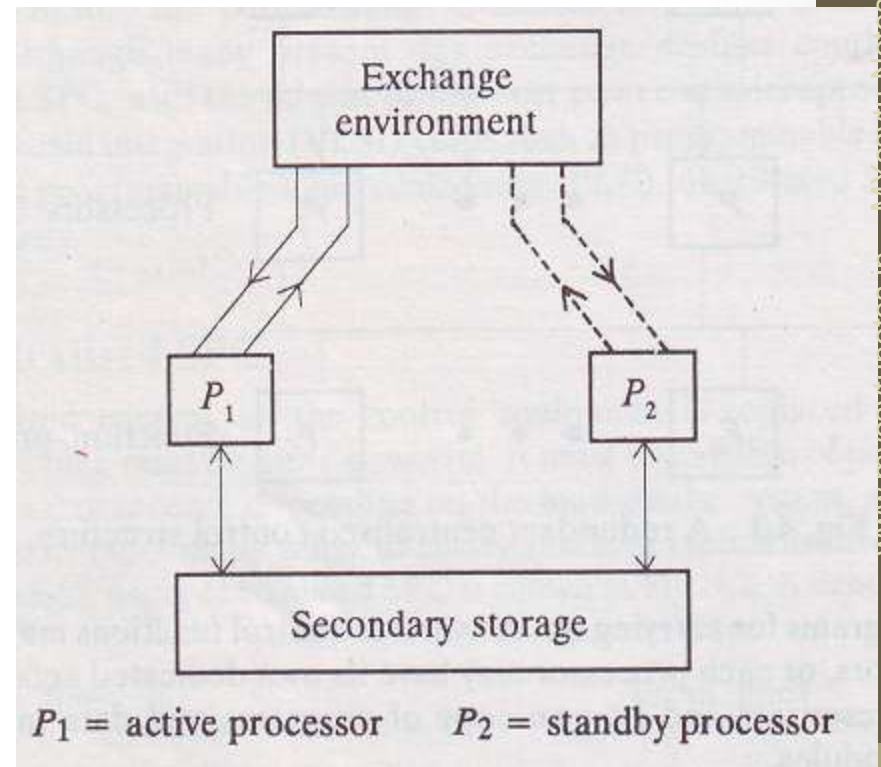 Exchange
environment
P1
P2
Secondary storage
P1 = active processor P2 = standby processor